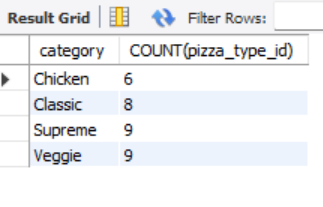 Result Grid Filter Rows:
category COUNT(pizza_type_id)
Chicken 6
Classic 8
Supreme 9
Veggie 9